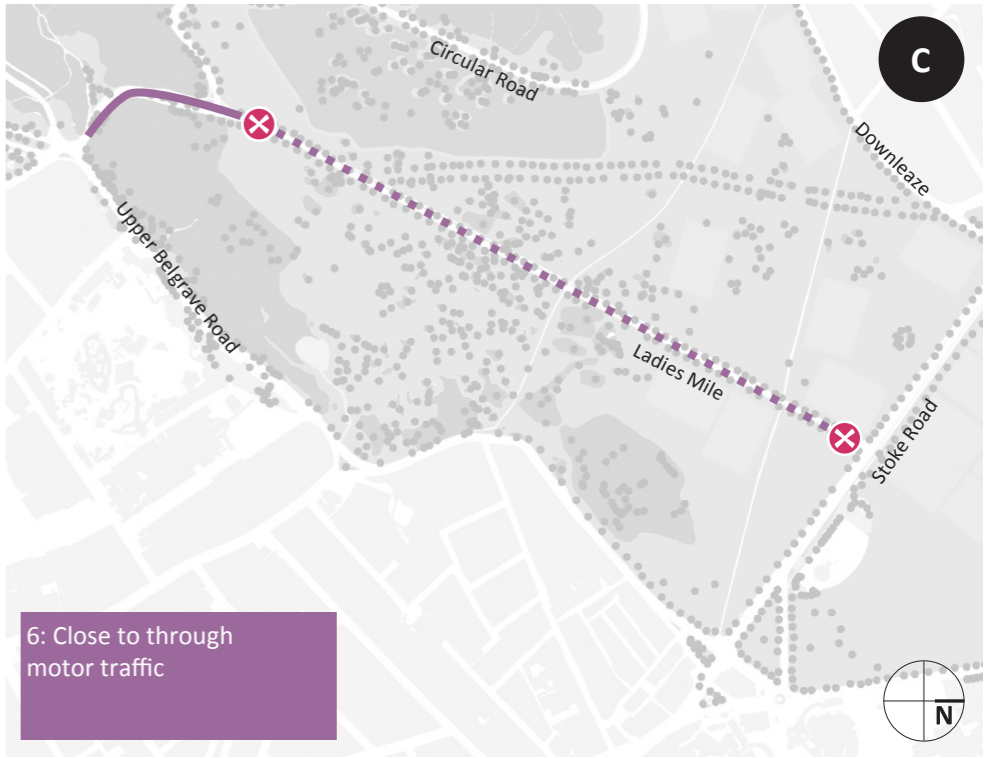 C
Circular Road
Downleaze
Upper Belgrave Road
Ladies Mile
Stoke Road
6: Close to through
motor traffic
N